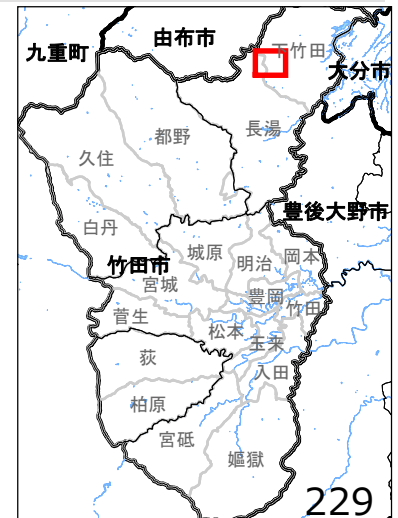 由布市
九重町
下竹田
大分市
都野
長湯
久住
豊後大野市
白丹
城原
岡本
明治
竹田市
宮城
豊岡
竹田
菅生
松本
玉来
荻
入田
柏原
宮砥
嫗獄
229